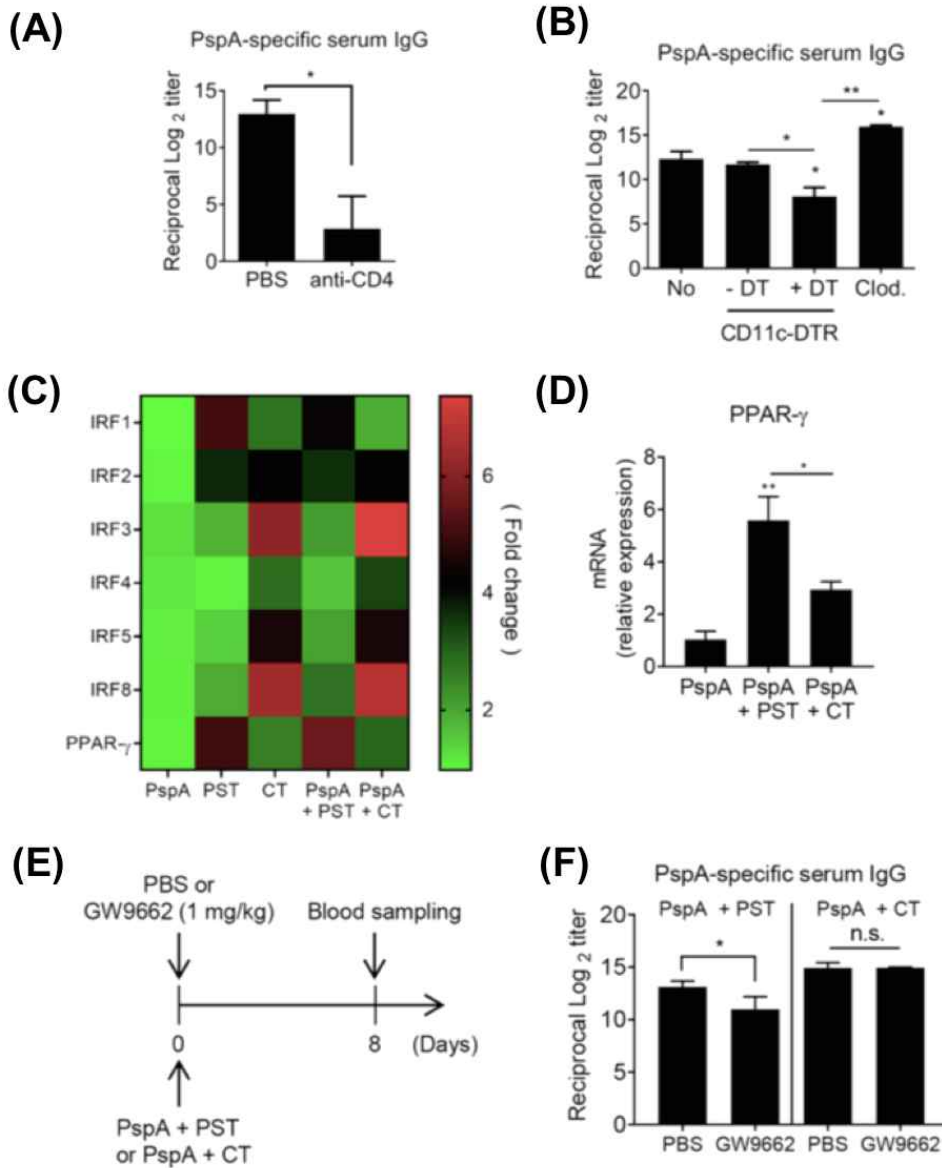 (A)
PspA-specific serum IgG
Reciprocal Log 2 titer
15
10
5
0
*
PBS anti-CD4
(B)
PspA-specific serum IgG
Reciprocal Log 2 titer
20
15
10
5
0
* * ** *
No - DT + DT Clod.
CD11c-DTR
(C)
IRF1
IRF2
IRF3
IRF4
IRF5
IRF8
PPAR-γ
PspA PST CT PspA + PST PspA + CT
6
4
2
( Fold change )
(D)
PPAR-γ
mRNA
(relative expression)
8
6
4
2
0
** *
PspA PspA + PST PspA + CT
(E)
PBS or
GW9662 (1 mg/kg) Blood sampling
0 8 (Days)
PspA + PST
or PspA + CT
(F)
PspA-specific serum IgG
PspA + PST PspA + CT
* n.s.
Reciprocal Log 2 titer
20
15
10
5
0
PBS GW9662 PBS GW9662